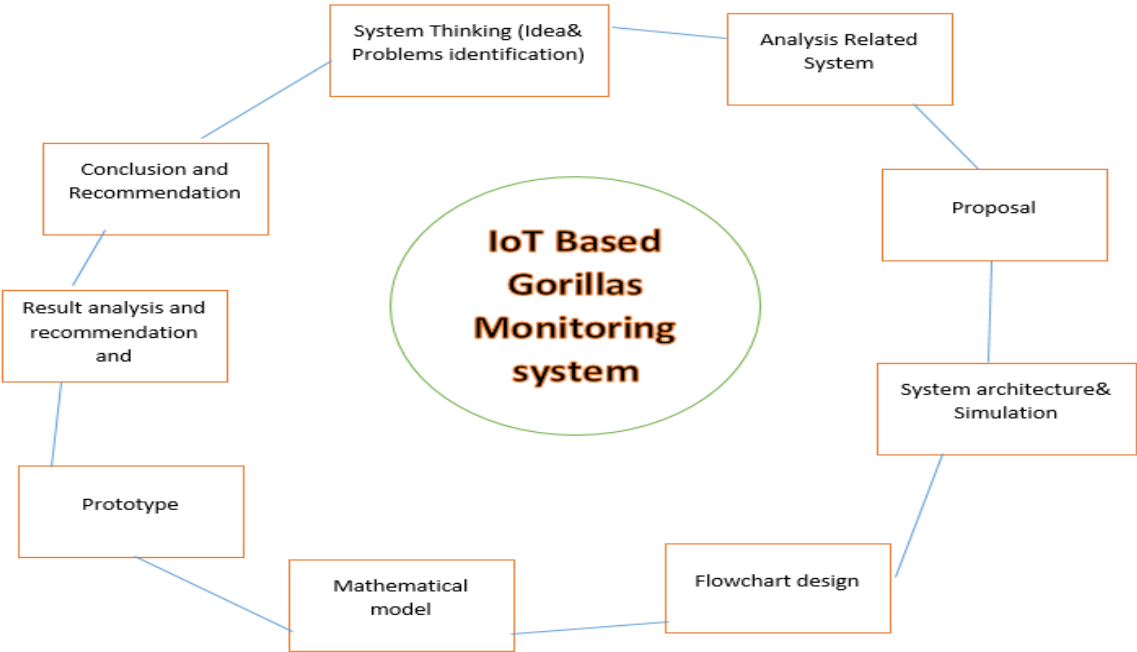 System Thinking (Idea&
Problems identification)
Analysis Related
System
Conclusion and
Recommendation
Proposal
IoT Based
Gorillas
Monitoring
system
Result analysis and
recommendation
and
System architecture&
Simulation
Prototype
Flowchart design
Mathematical
model